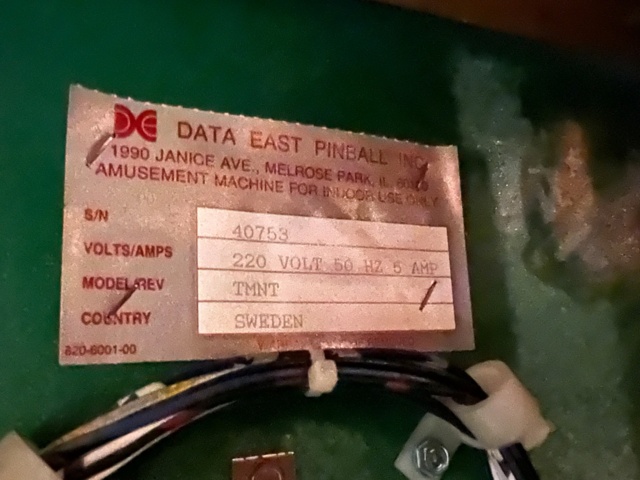 DE DATA EAST PINBALL INC.
1990 JANICE AVE., MELROSE PARK, IL
AMUSEMENT MACHINE FOR INDOOR USE ONLY
S/N 40753
VOLTS/AMPS 220 VOLT 50 HZ 5 AMP
MODEL/REV TMNT
COUNTRY SWEDEN
820-6001-00